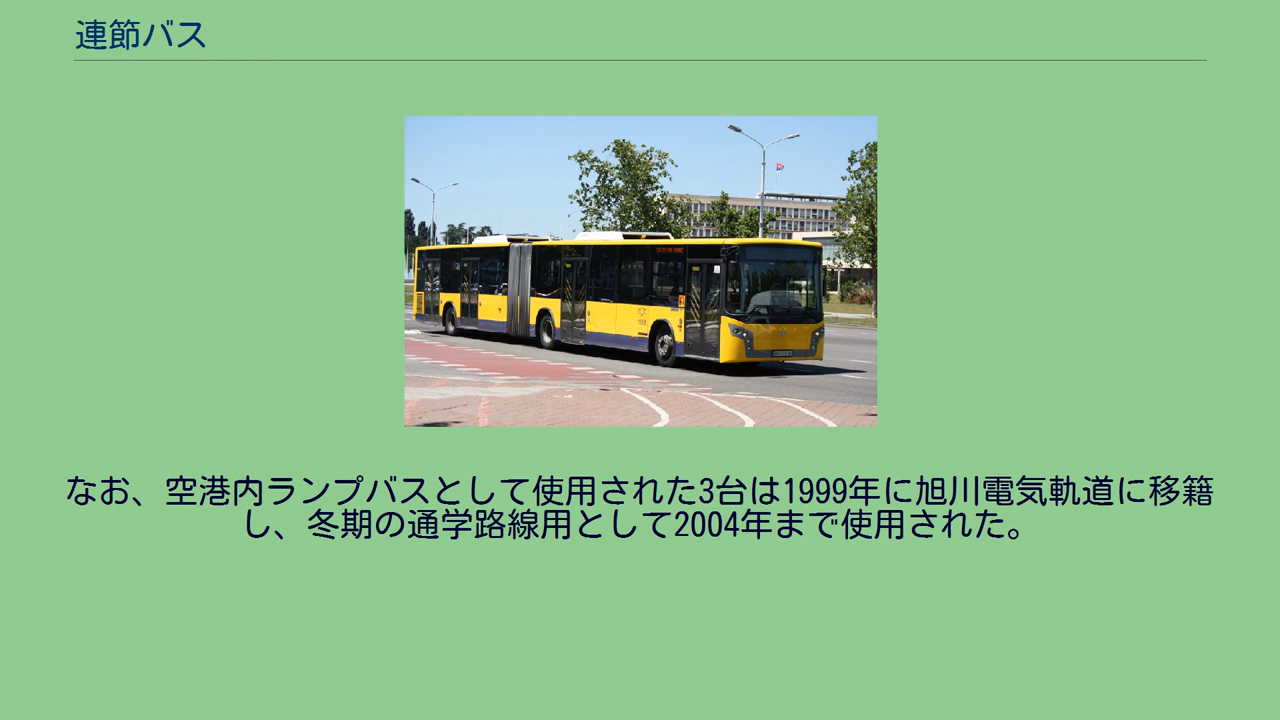 連節バス
なお、空港内ランプバスとして使用された3台は1999年に旭川電気軌道に移籍
し、冬期の通学路線用として2004年まで使用された。